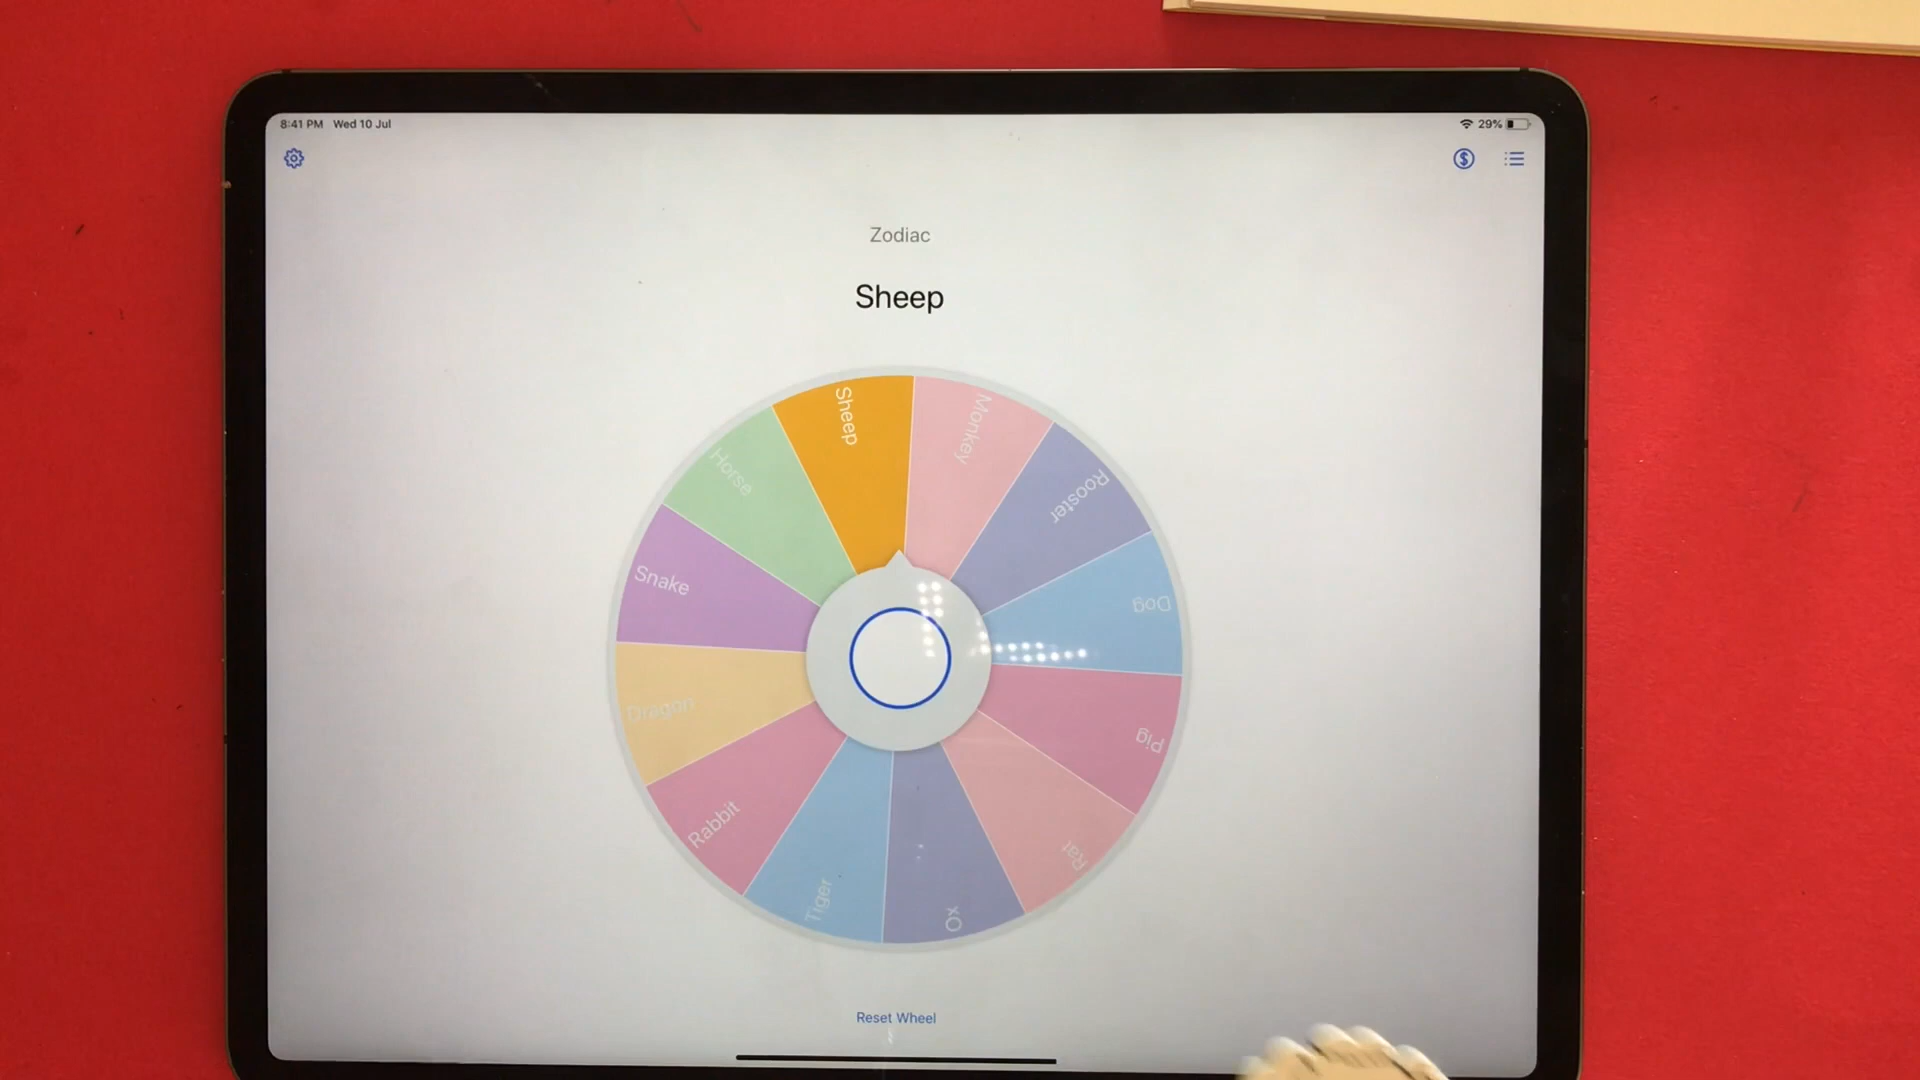 8:41 PM Wed 10 Jul
29%
Zodiac
Sheep
Sheep
Monkey
Rooster
Dog
Pig
Rat
Ox
Tiger
Rabbit
Dragon
Snake
Horse
Reset Wheel